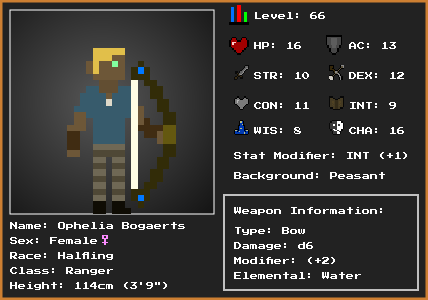 Level: 66
HP: 16 AC: 13
STR: 10 DEX: 12
CON: 11 INT: 9
WIS: 8 CHA: 16
Stat Modifier: INT (+1)
Background: Peasant
Name: Ophelia Bogaerts
Sex: Female♀
Race: Halfling
Class: Ranger
Height: 114cm (3'9")
Weapon Information:
Type: Bow
Damage: d6
Modifier: (+2)
Elemental: Water